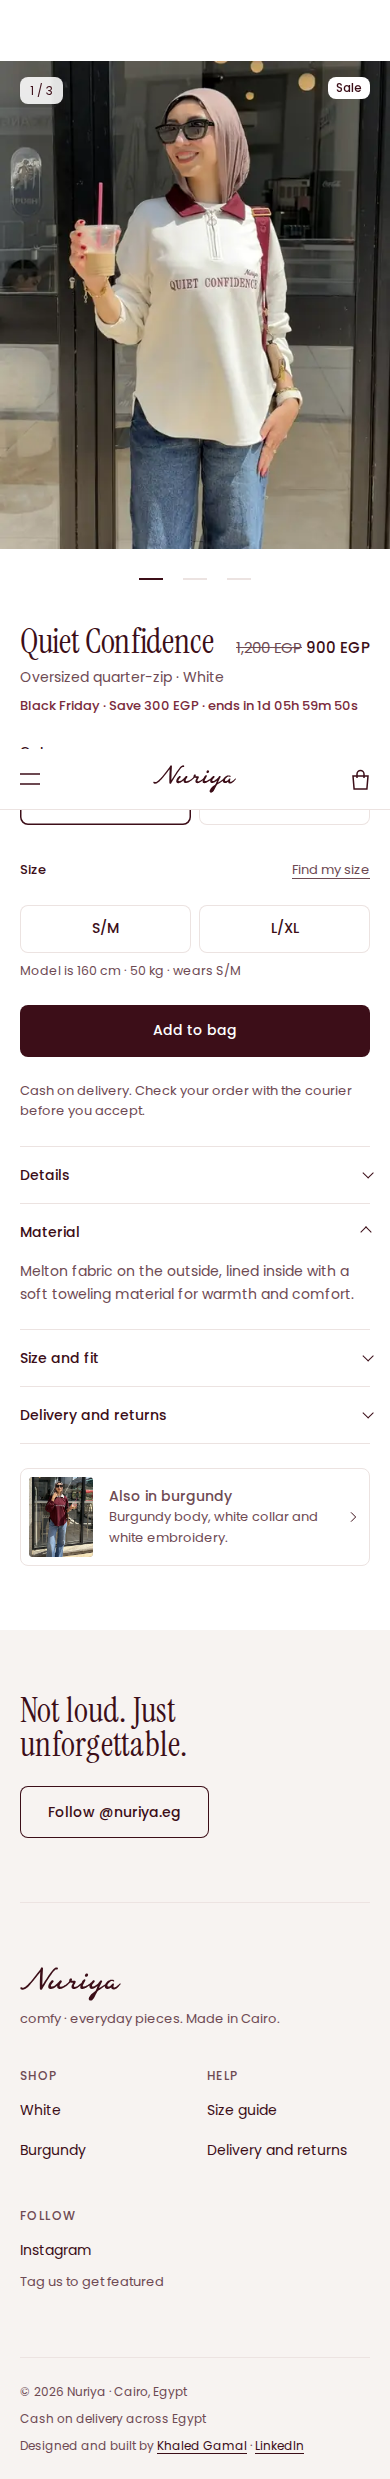 1 / 3
Sale
Nuriya
QUIET CONFIDENCE
Quiet Confidence
1,200 EGP 900 EGP
Oversized quarter-zip · White
Black Friday · Save 300 EGP · ends in 1d 05h 59m 50s
Nuriya
Size
Find my size
S/M
L/XL
Model is 160 cm · 50 kg · wears S/M
Add to bag
Cash on delivery. Check your order with the courier
before you accept.
Details
Material
Melton fabric on the outside, lined inside with a
soft toweling material for warmth and comfort.
Size and fit
Delivery and returns
Also in burgundy
Burgundy body, white collar and
white embroidery.
Not loud. Just
unforgettable.
Follow @nuriya.eg
Nuriya
comfy · everyday pieces. Made in Cairo.
SHOP
White
Burgundy
HELP
Size guide
Delivery and returns
FOLLOW
Instagram
Tag us to get featured
© 2026 Nuriya · Cairo, Egypt
Cash on delivery across Egypt
Designed and built by Khaled Gamal · LinkedIn